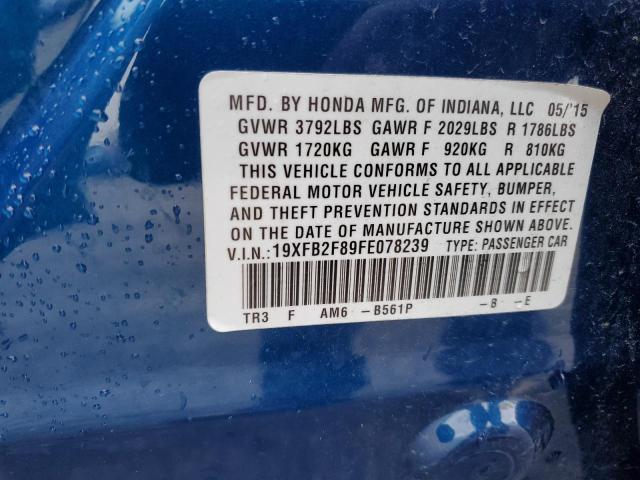 MFD. BY HONDA MFG. OF INDIANA, LLC 05/'15
GVWR 3792LBS GAWR F 2029LBS R 1786LBS
GVWR 1720KG GAWR F 920KG R 810KG
THIS VEHICLE CONFORMS TO ALL APPLICABLE
FEDERAL MOTOR VEHICLE SAFETY, BUMPER,
AND THEFT PREVENTION STANDARDS IN EFFECT
ON THE DATE OF MANUFACTURE SHOWN ABOVE.
V.I.N.:19XFB2F89FE078239 TYPE: PASSENGER CAR
TR3 F AM6 -B561P -B -E